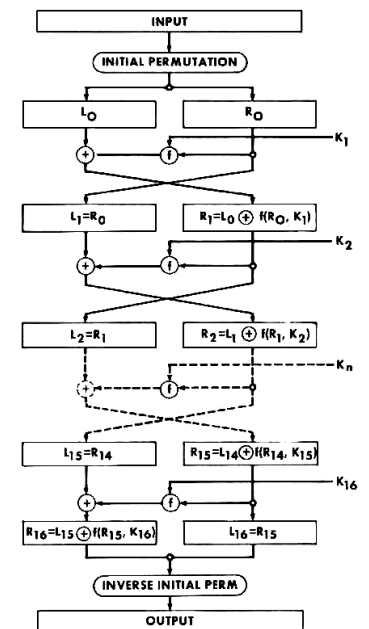 INPUT
INITIAL PERMUTATION
L0 R0
K1
+ f
L1=R0 R1=L0 ⊕ f(R0, K1)
K2
+ f
L2=R1 R2=L1 ⊕ f(R1, K2)
Kn
+ f
L15=R14 R15=L14⊕f(R14, K15)
K16
+ f
R16=L15⊕f(R15, K16) L16=R15
INVERSE INITIAL PERM
OUTPUT